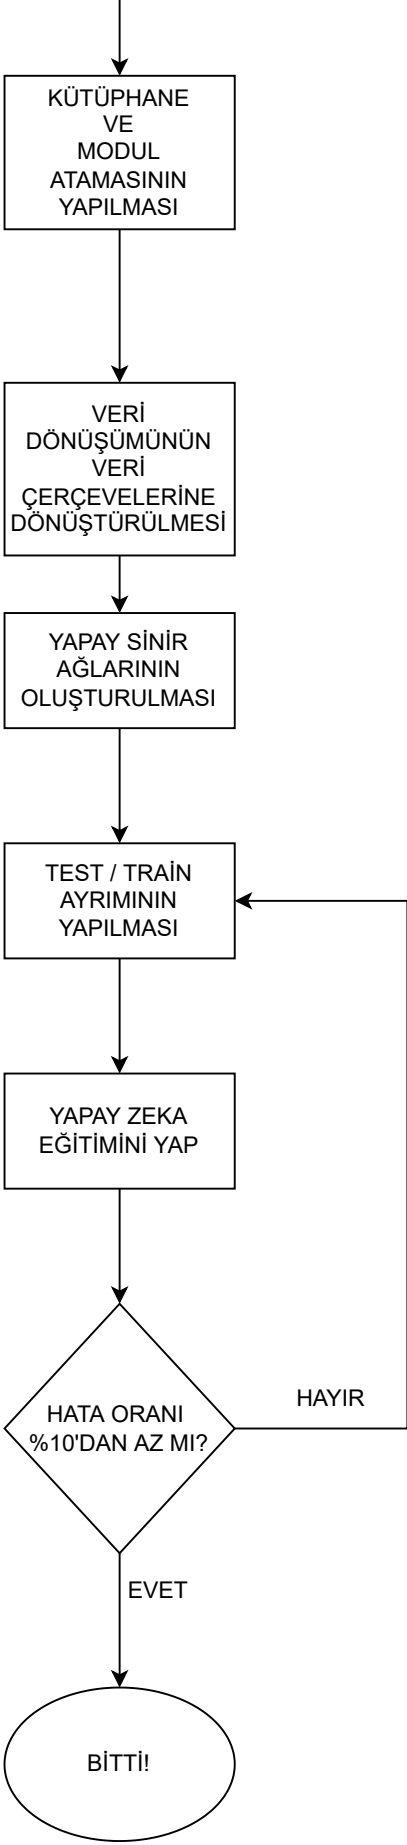 KÜTÜPHANE
VE
MODUL
ATAMASININ
YAPILMASI
VERİ
DÖNÜŞÜMÜNÜN
VERİ
ÇERÇEVELERİNE
DÖNÜŞTÜRÜLMESİ
YAPAY SİNİR
AĞLARININ
OLUŞTURULMASI
TEST / TRAİN
AYRIMININ
YAPILMASI
YAPAY ZEKA
EĞİTİMİNİ YAP
HATA ORANI
%10'DAN AZ MI?
HAYIR
EVET
BİTTİ!